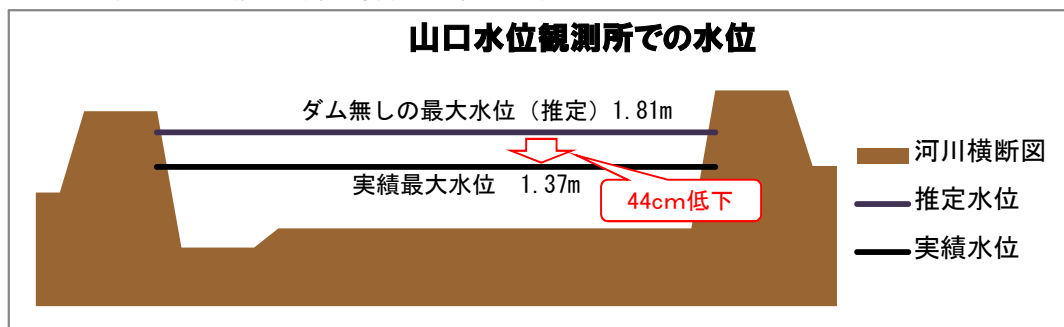 山口水位観測所での水位
ダム無しの最大水位（推定）1.81m
実績最大水位　1.37m
44cm低下
河川横断図
推定水位
実績水位